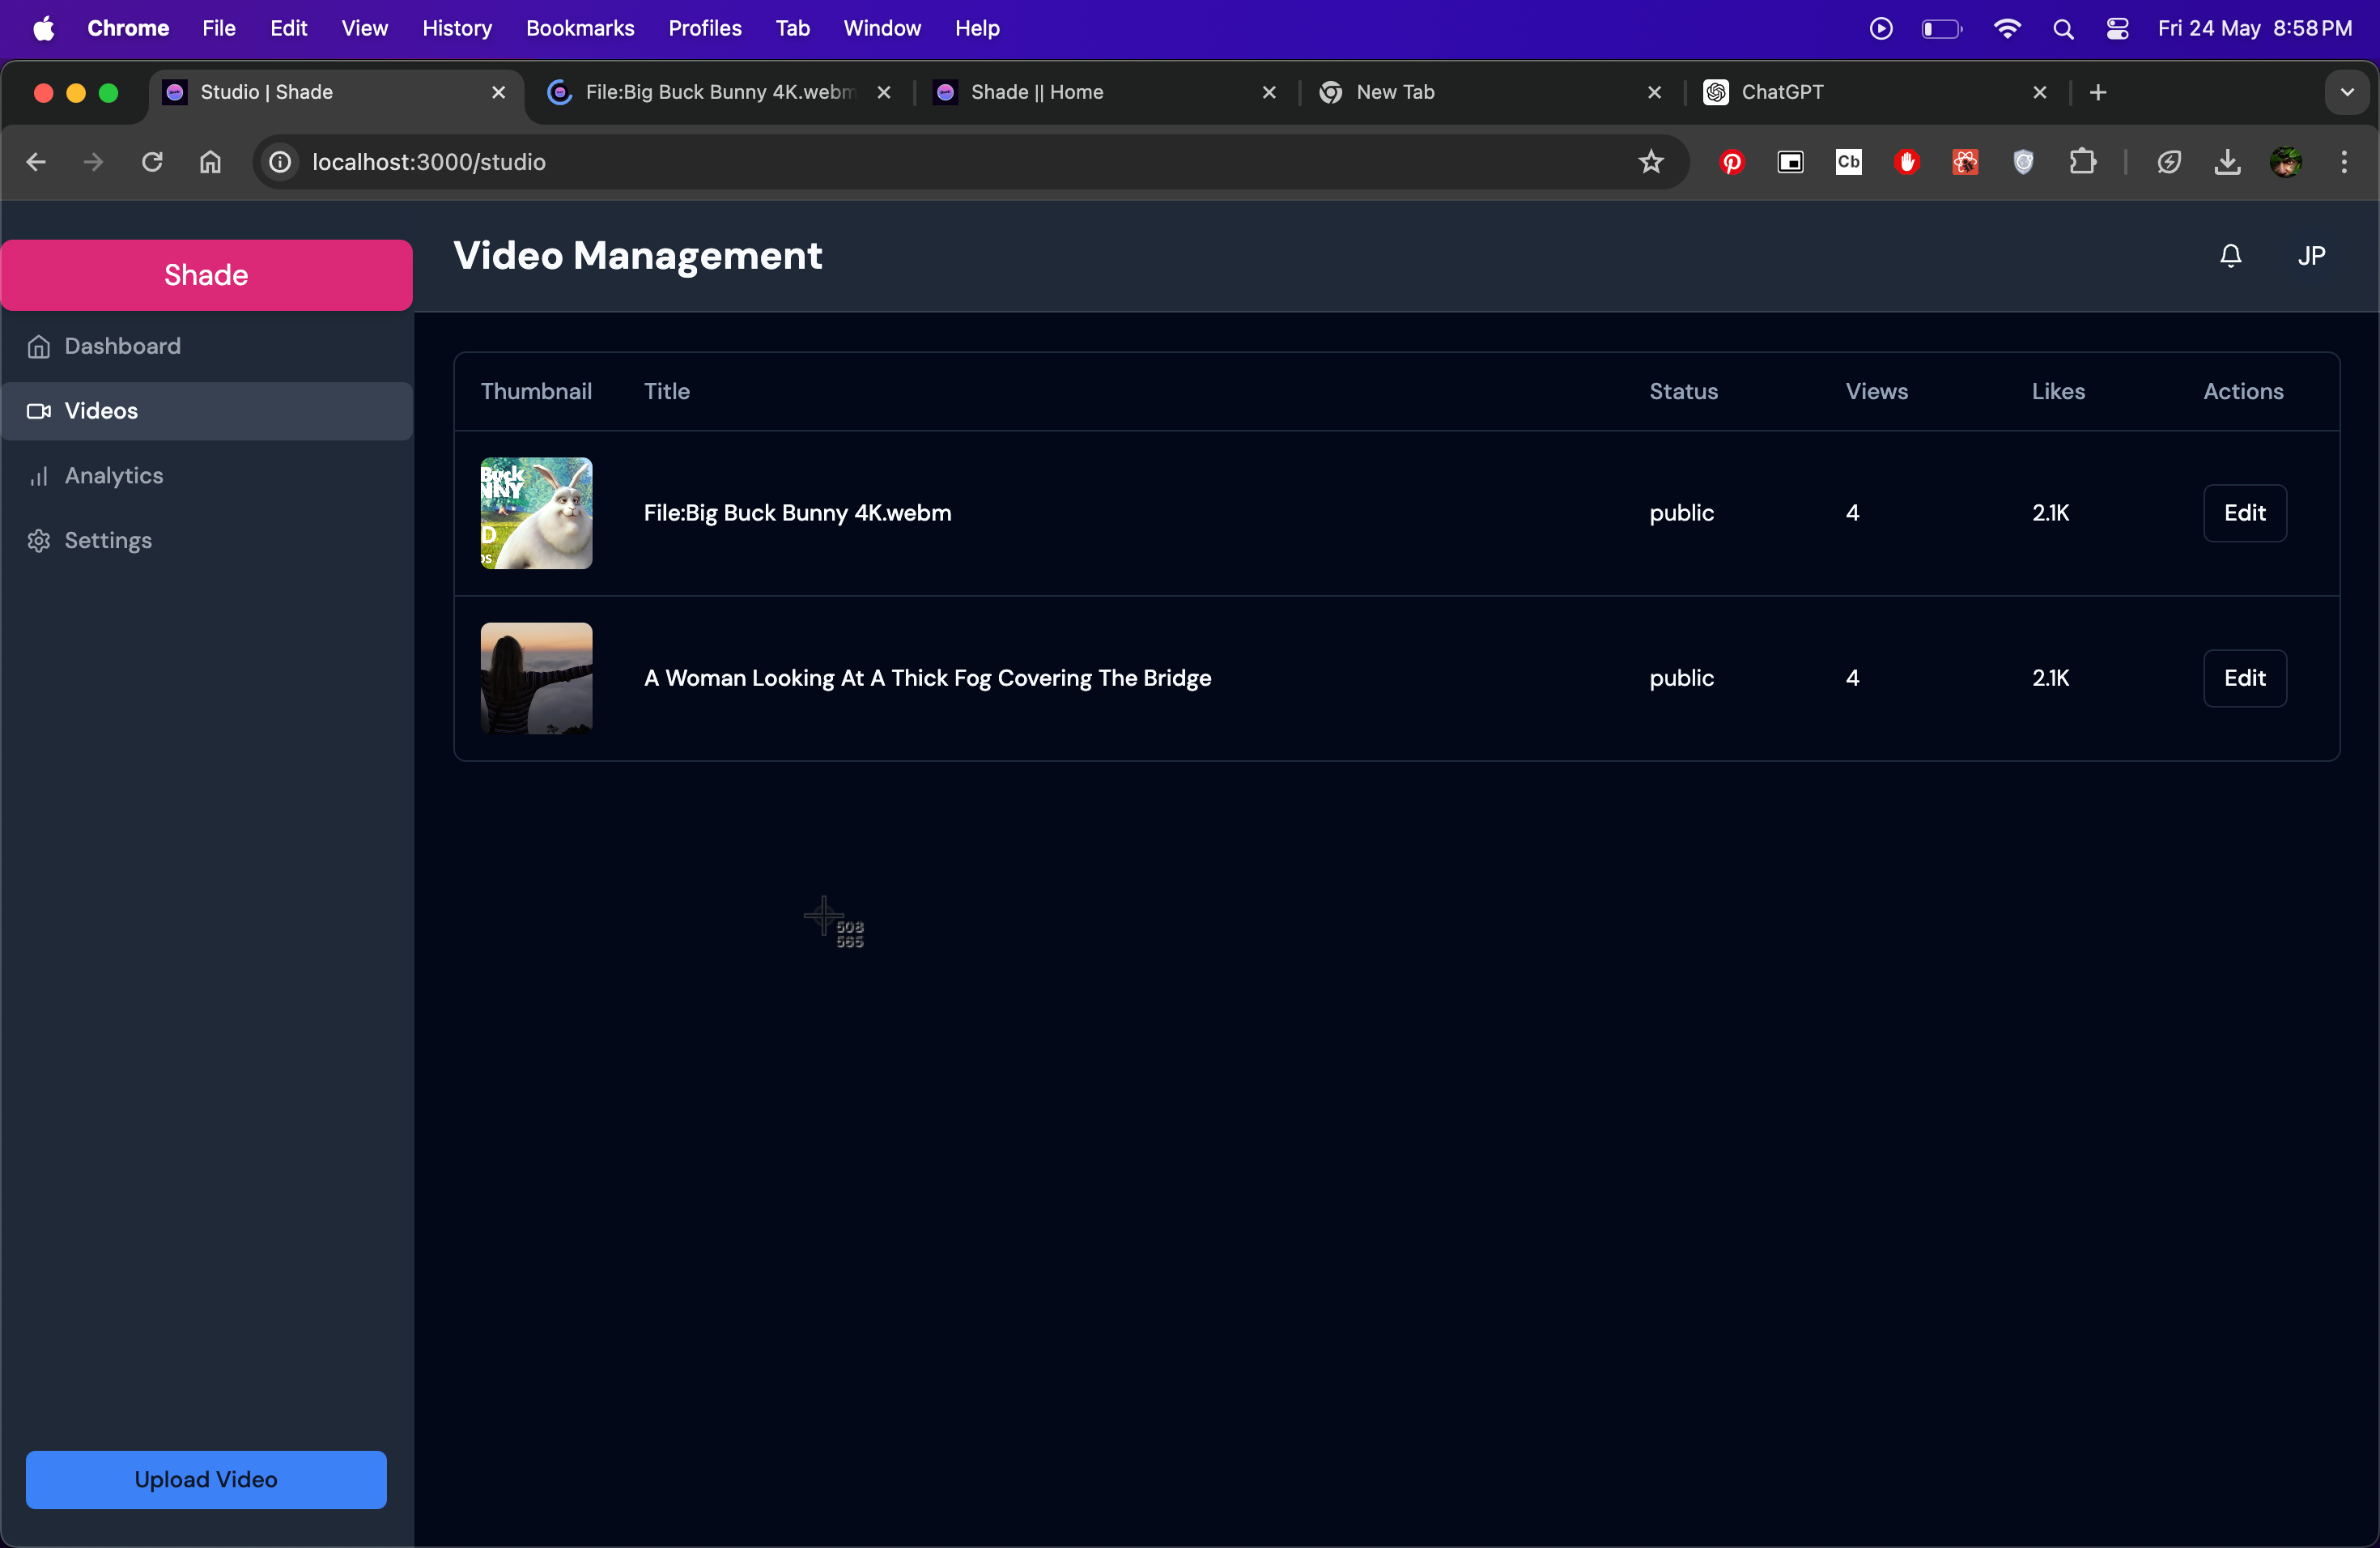 Chrome File Edit View History Bookmarks Profiles Tab Window Help Fri 24 May 8:58 PM
Studio | Shade File:Big Buck Bunny 4K.webm Shade || Home New Tab ChatGPT
localhost:3000/studio Cb
Shade
Video Management
JP
Dashboard
Videos
Analytics
Settings
Thumbnail Title Status Views Likes Actions
File:Big Buck Bunny 4K.webm public 4 2.1K Edit
A Woman Looking At A Thick Fog Covering The Bridge public 4 2.1K Edit
508
565
Upload Video